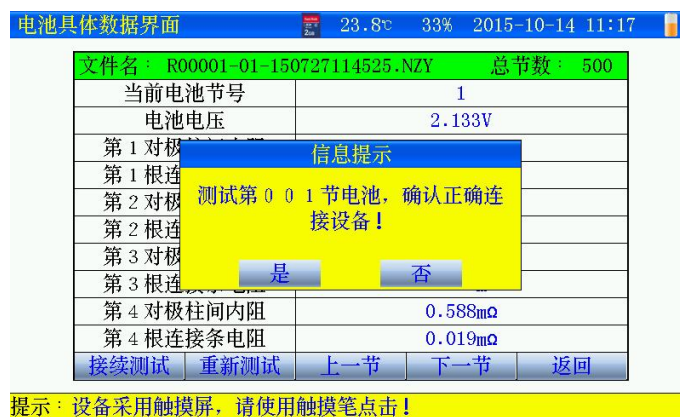 电池具体数据界面 23.8℃ 33% 2015-10-14 11:17
文件名: R00001-01-150727114525.NZY 总节数: 500
当前电池节号 1
电池电压 2.133V
第1对极
第1根连
第2对极
第2根连
第3对极
第3根连
信息提示
测试第001节电池,确认正确连
接设备!
是 否
第4对极柱间内阻 0.588mΩ
第4根连接条电阻 0.019mΩ
接续测试 重新测试 上一节 下一节 返回
提示:设备采用触摸屏,请使用触摸笔点击!